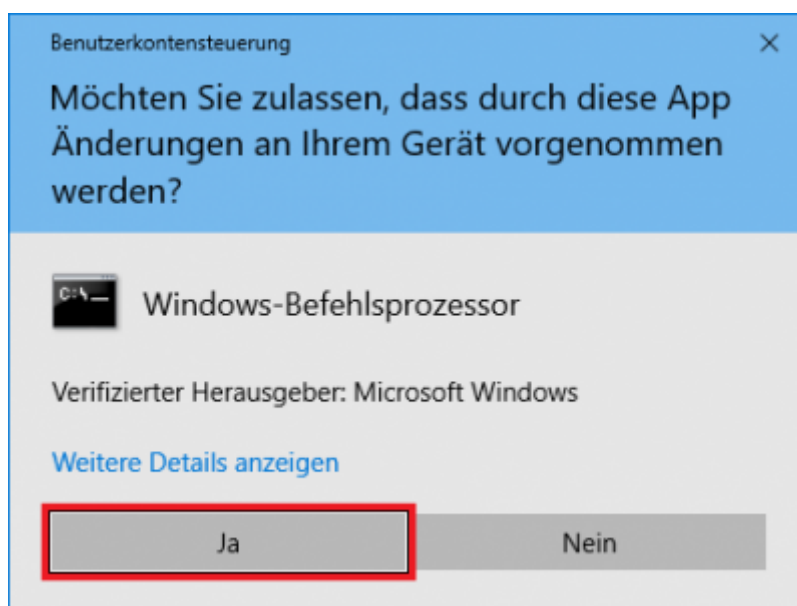 Benutzerkontensteuerung
Möchten Sie zulassen, dass durch diese App
Änderungen an Ihrem Gerät vorgenommen
werden?
C:\_
Windows-Befehlsprozessor
Verifizierter Herausgeber: Microsoft Windows
Weitere Details anzeigen
Ja
Nein